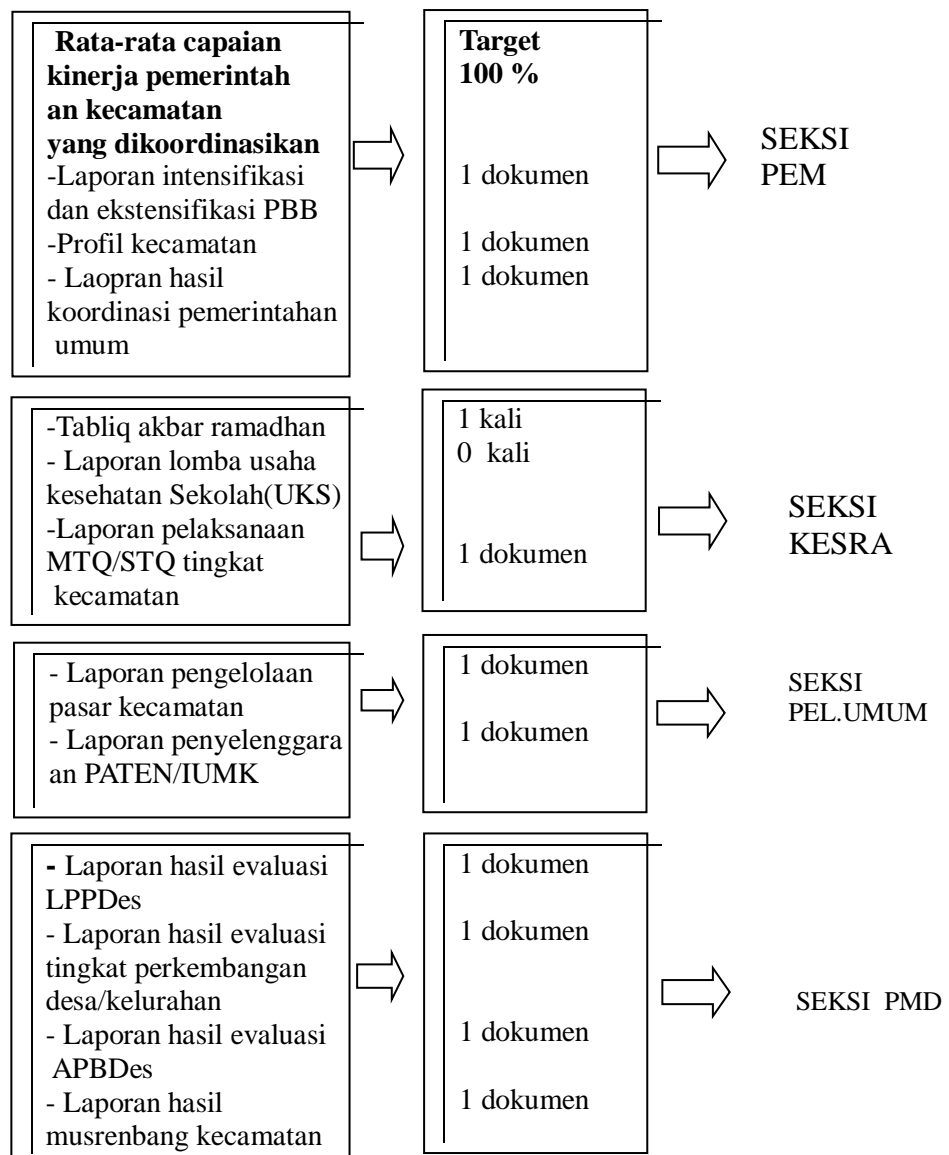 Rata-rata capaian
kinerja pemerintah
an kecamatan
yang dikoordinasikan
-Laporan intensifikasi
dan ekstensifikasi PBB
-Profil kecamatan
- Laopran hasil
koordinasi pemerintahan
umum
Target
100 %
1 dokumen
1 dokumen
1 dokumen
SEKSI
PEM
-Tabliq akbar ramadhan
- Laporan lomba usaha
kesehatan Sekolah(UKS)
-Laporan pelaksanaan
MTQ/STQ tingkat
kecamatan
1 kali
0 kali
1 dokumen
SEKSI
KESRA
- Laporan pengelolaan
pasar kecamatan
- Laporan penyelenggara
an PATEN/IUMK
1 dokumen
1 dokumen
SEKSI
PEL.UMUM
- Laporan hasil evaluasi
LPPDes
- Laporan hasil evaluasi
tingkat perkembangan
desa/kelurahan
- Laporan hasil evaluasi
APBDes
- Laporan hasil
musrenbang kecamatan
1 dokumen
1 dokumen
1 dokumen
1 dokumen
SEKSI PMD